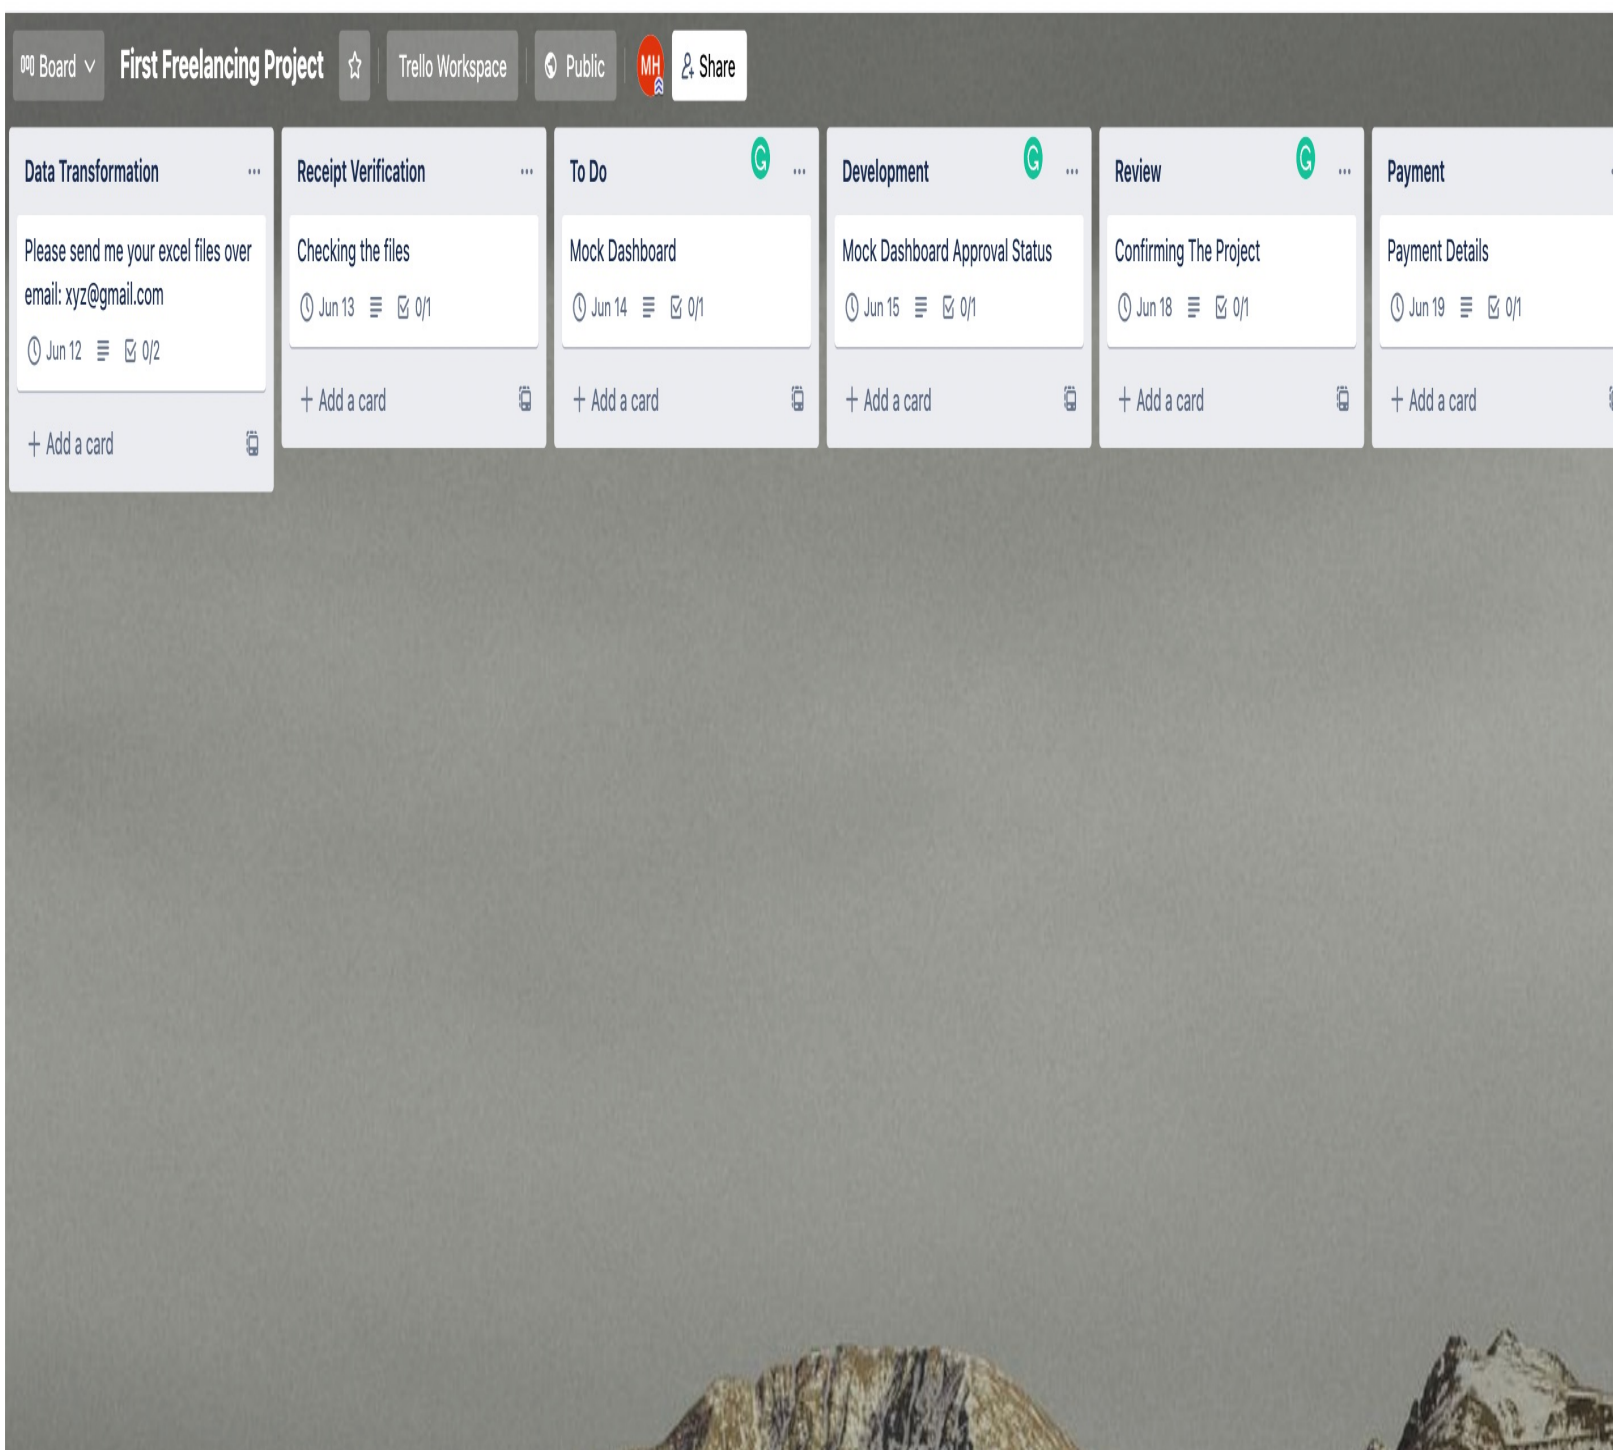 Board
First Freelancing Project
Trello Workspace
Public
MH
Share
Data Transformation
Please send me your excel files over
email: xyz@gmail.com
Jun 12 0/2
+ Add a card
Receipt Verification
Checking the files
Jun 13 0/1
+ Add a card
To Do
G
Mock Dashboard
Jun 14 0/1
+ Add a card
Development
G
Mock Dashboard Approval Status
Jun 15 0/1
+ Add a card
Review
G
Confirming The Project
Jun 18 0/1
+ Add a card
Payment
Payment Details
Jun 19 0/1
+ Add a card